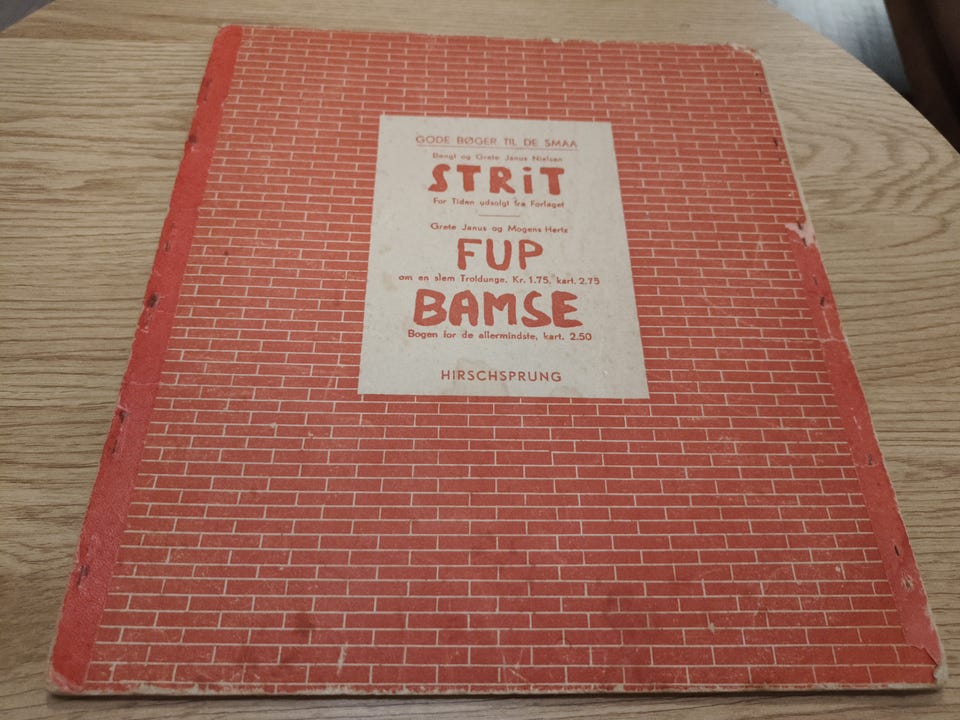 GODE BØGER TIL DE SMAA
Bengt og Grete Janus Nielsen
STRiT
For Tiden udsolgt fra Forlaget
Grete Janus og Mogens Hertz
FUP
om en slem Troldunge. Kr. 1.75, kart. 2.75
BAMSE
Bogen for de allermindste, kart. 2.50
HIRSCHSPRUNG